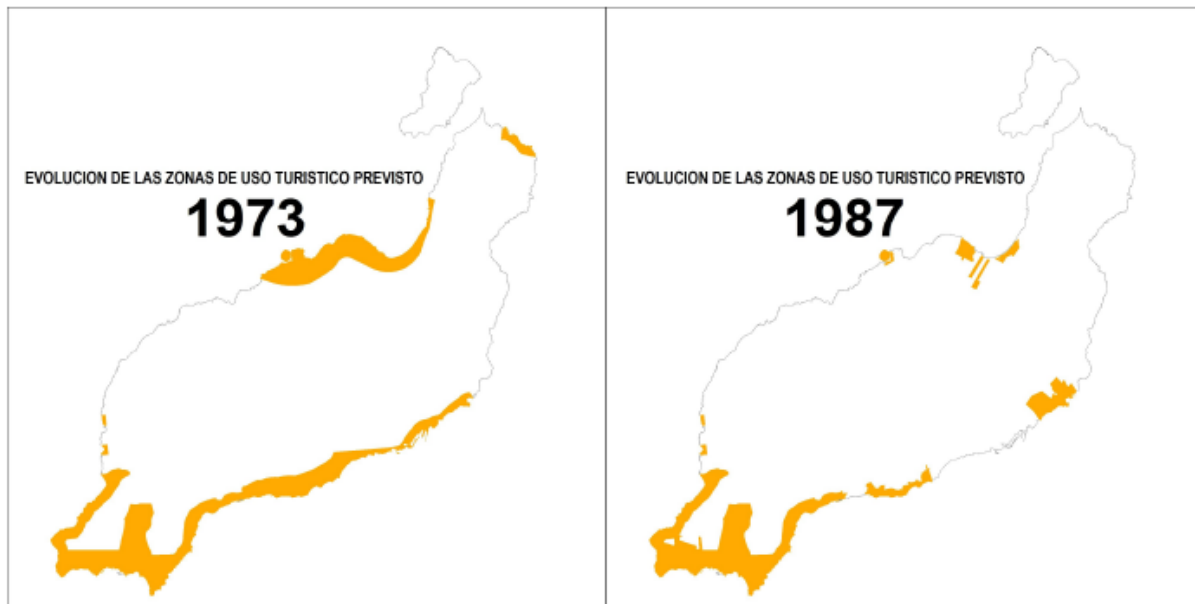 EVOLUCION DE LAS ZONAS DE USO TURISTICO PREVISTO
1973
EVOLUCION DE LAS ZONAS DE USO TURISTICO PREVISTO
1987